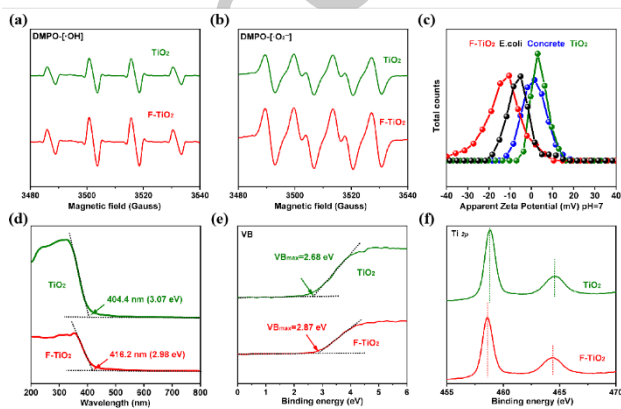 (a)
DMPO-[·OH]
TiO₂
F-TiO₂
3480 3500 3520 3540
Magnetic field (Gauss)
(b)
DMPO-[·O₂⁻]
TiO₂
F-TiO₂
3480 3500 3520 3540
Magnetic field (Gauss)
(c)
F-TiO₂ E.coli Concrete TiO₂
Total counts
-40 -30 -20 -10 0 10 20 30 40
Apparent Zeta Potential (mV) pH=7
(d)
TiO₂
404.4 nm (3.07 eV)
F-TiO₂
416.2 nm (2.98 eV)
200 300 400 500 600 700 800
Wavelength (nm)
(e)
VB
VBmax=2.68 eV
TiO₂
VBmax=2.87 eV
F-TiO₂
0 1 2 3 4 5 6
Binding energy (eV)
(f)
Ti 2p
TiO₂
F-TiO₂
455 460 465 470
Binding energy (eV)